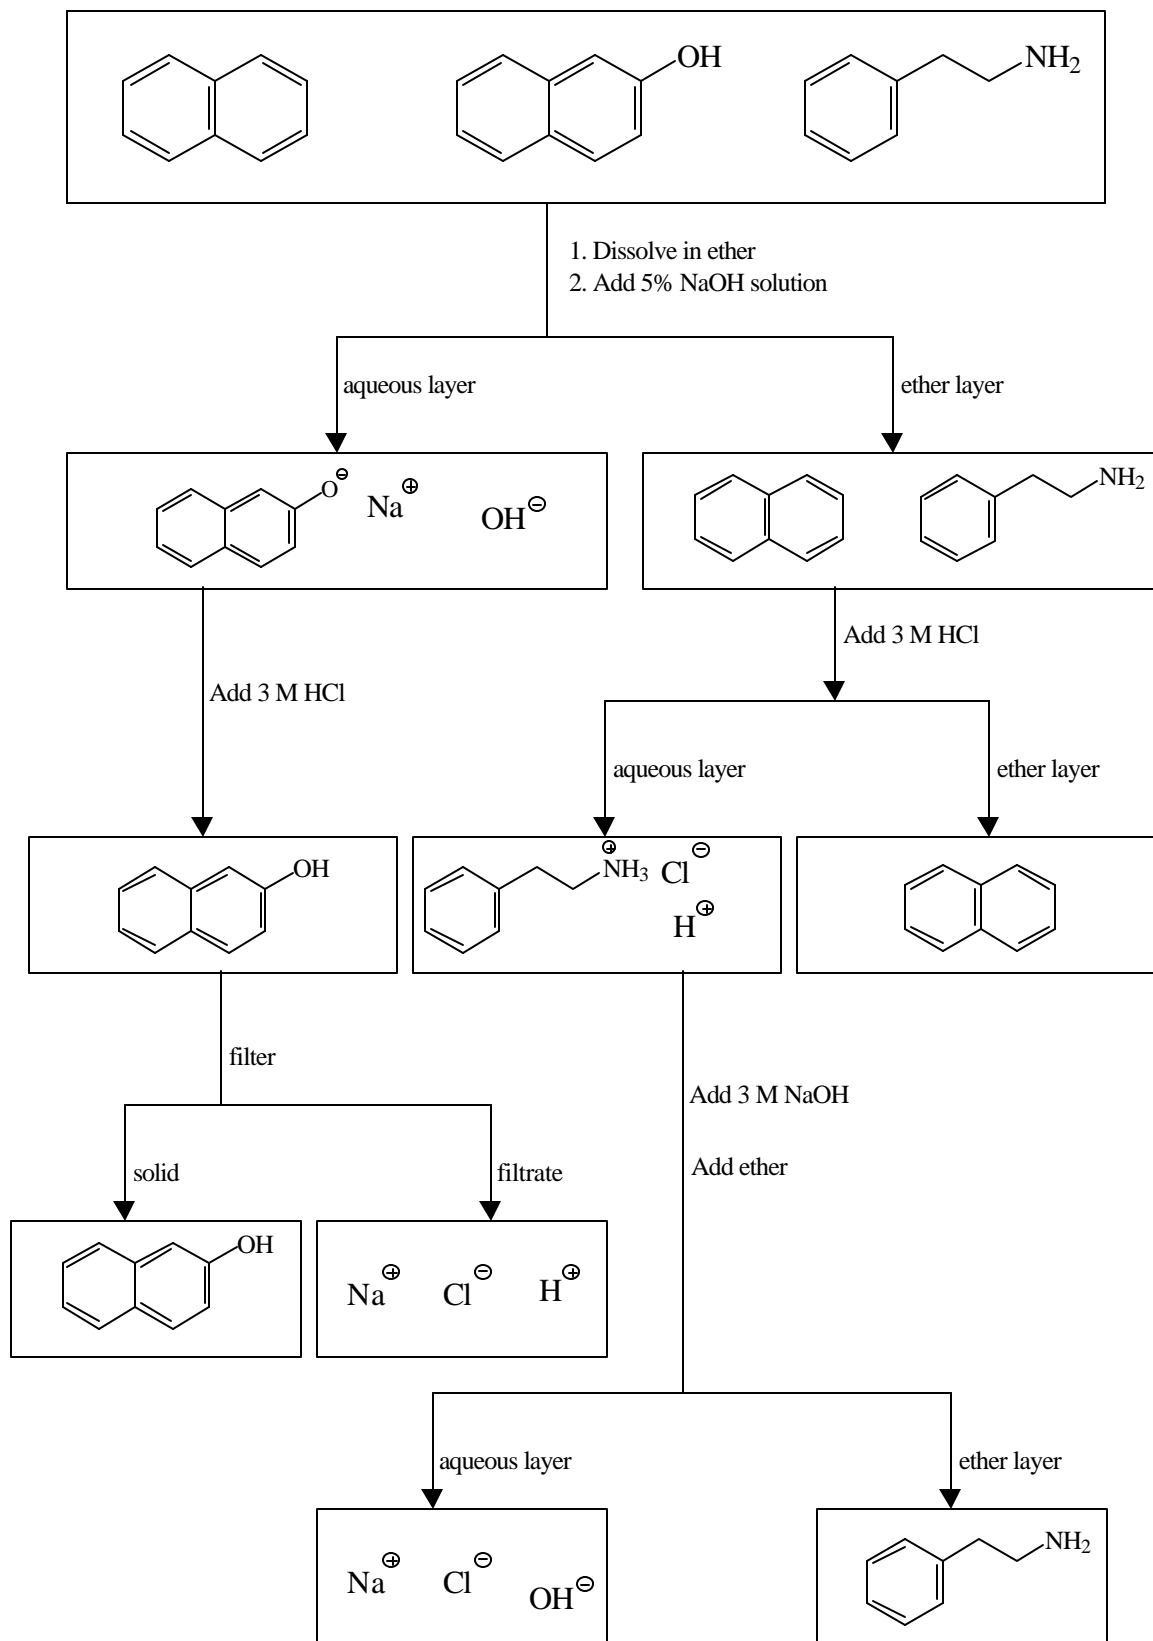 OH
NH2
1. Dissolve in ether
2. Add 5% NaOH solution
aqueous layer
ether layer
O⊖
Na⊕
OH⊖
NH2
Add 3 M HCl
Add 3 M HCl
aqueous layer
ether layer
OH
⊕NH3
Cl⊖
H⊕
filter
Add 3 M NaOH
Add ether
solid
filtrate
OH
Na⊕ Cl⊖ H⊕
aqueous layer
ether layer
Na⊕ Cl⊖ OH⊖
NH2